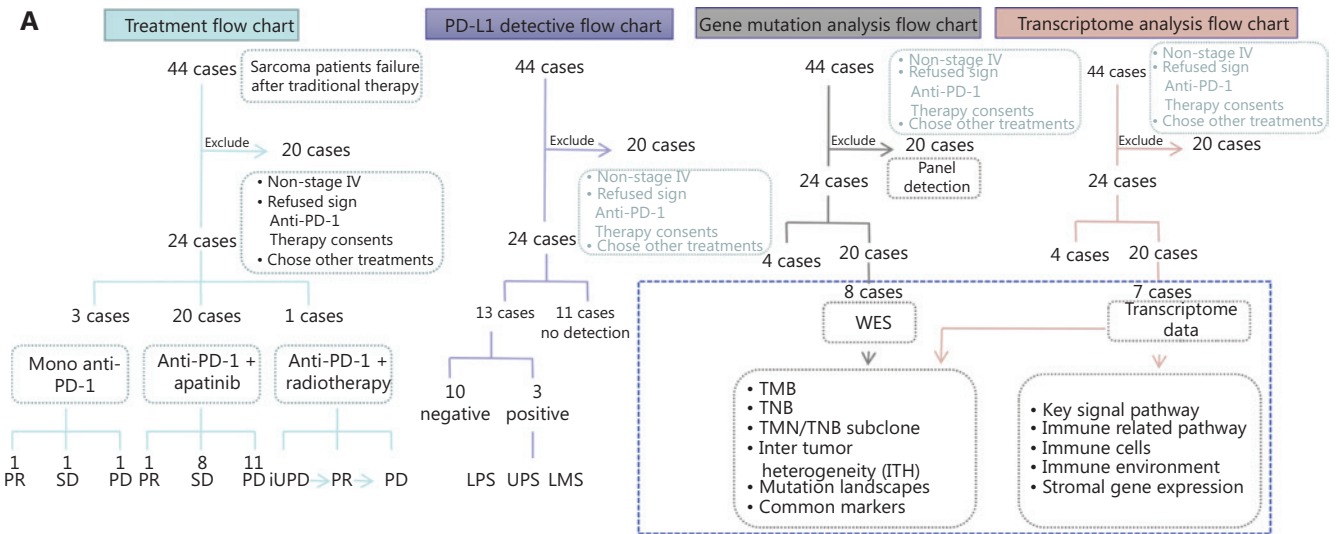 A
Treatment flow chart
44 cases
Sarcoma patients failure
after traditional therapy
Exclude
20 cases
• Non-stage IV
• Refused sign
Anti-PD-1
Therapy consents
• Chose other treatments
24 cases
3 cases
20 cases
1 cases
Mono anti-
PD-1
Anti-PD-1 +
apatinib
Anti-PD-1 +
radiotherapy
1
PR
1
SD
1
PD
1
PR
8
SD
11
PD
iUPD
PR
PD
PD-L1 detective flow chart
44 cases
Exclude
20 cases
• Non-stage IV
• Refused sign
Anti-PD-1
Therapy consents
• Chose other treatments
24 cases
13 cases
11 cases
no detection
10
negative
3
positive
LPS
UPS
LMS
Gene mutation analysis flow chart
44 cases
• Non-stage IV
• Refused sign
Anti-PD-1
Therapy consents
• Chose other treatments
Exclude
20 cases
Panel
detection
24 cases
4 cases
20 cases
8 cases
WES
• TMB
• TNB
• TMN/TNB subclone
• Inter tumor
heterogeneity (ITH)
• Mutation landscapes
• Common markers
Transcriptome analysis flow chart
44 cases
• Non-stage IV
• Refused sign
Anti-PD-1
Therapy consents
• Chose other treatments
Exclude
20 cases
24 cases
4 cases
20 cases
7 cases
Transcriptome
data
• Key signal pathway
• Immune related pathway
• Immune cells
• Immune environment
• Stromal gene expression